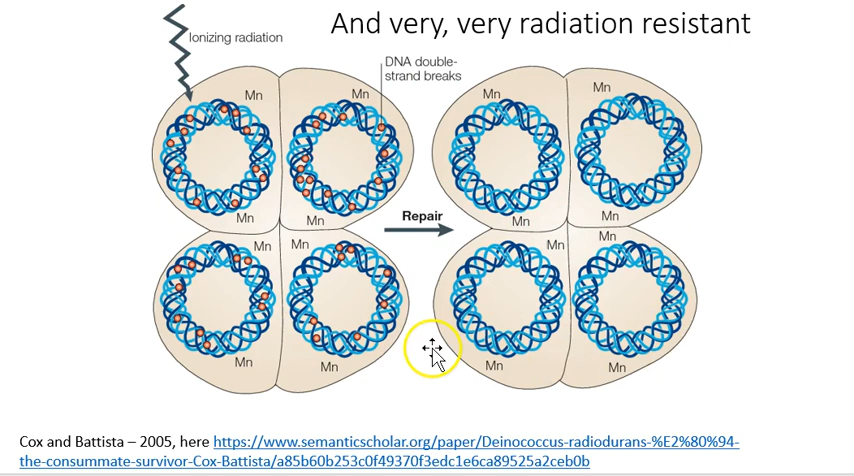 And very, very radiation resistant
Ionizing radiation
DNA double-
strand breaks
Mn
Mn
Mn
Mn
Mn
Mn
Repair
Mn
Mn
Mn
Mn
Mn
Mn
Mn
Mn
Mn
Mn
Cox and Battista – 2005, here https://www.semanticscholar.org/paper/Deinococcus-radiodurans-%E2%80%94-
the-consummate-survivor-Cox-Battista/a85b60b253c0f49370f3edc1e6ca89525a2ceb0b